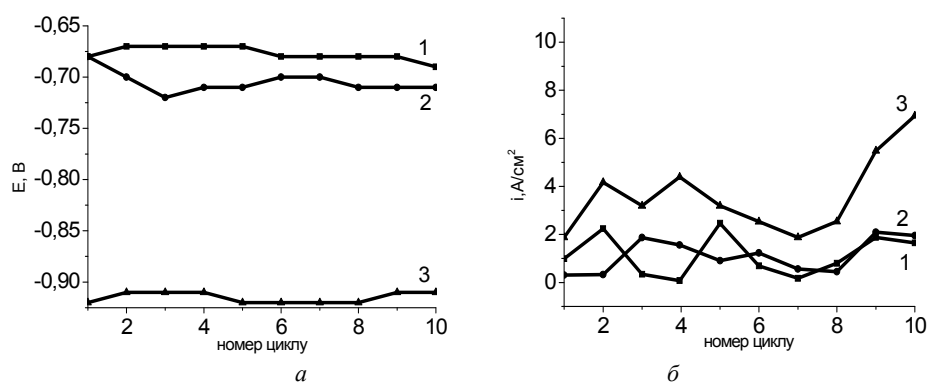 -0,65
-0,70
-0,75
-0,80
-0,85
-0,90
E, В
1
2
3
2 4 6 8 10
номер циклу
а
10
8
6
4
2
0
i,А/см²
3
2
1
2 4 6 8 10
номер циклу
б